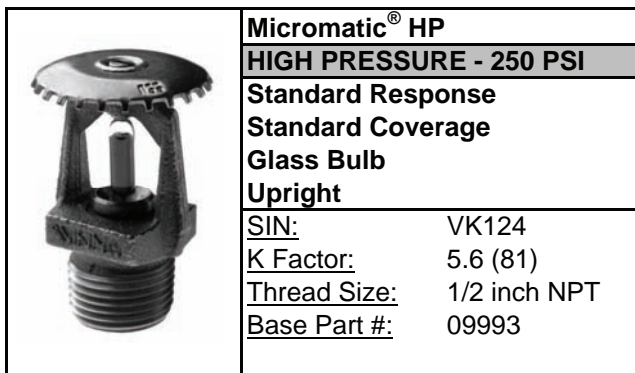 Micromatic® HP
HIGH PRESSURE - 250 PSI
Standard Response
Standard Coverage
Glass Bulb
Upright
SIN: VK124
K Factor: 5.6 (81)
Thread Size: 1/2 inch NPT
Base Part #: 09993